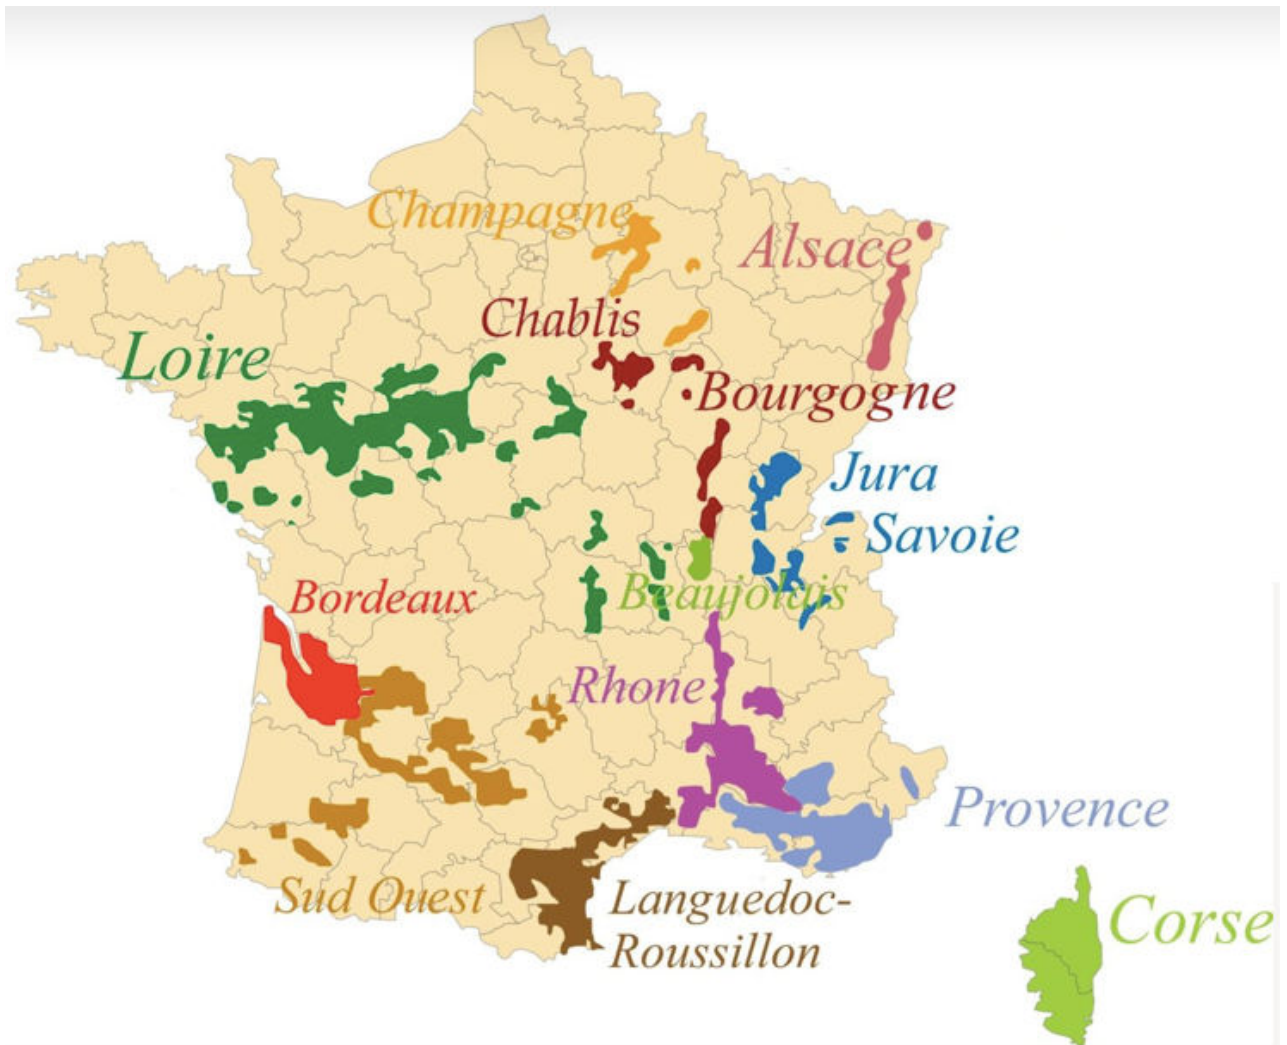 Champagne
Alsace
Chablis
Loire
Bourgogne
Jura
Savoie
Bordeaux
Beaujolais
Rhone
Provence
Sud Ouest
Languedoc-
Roussillon
Corse